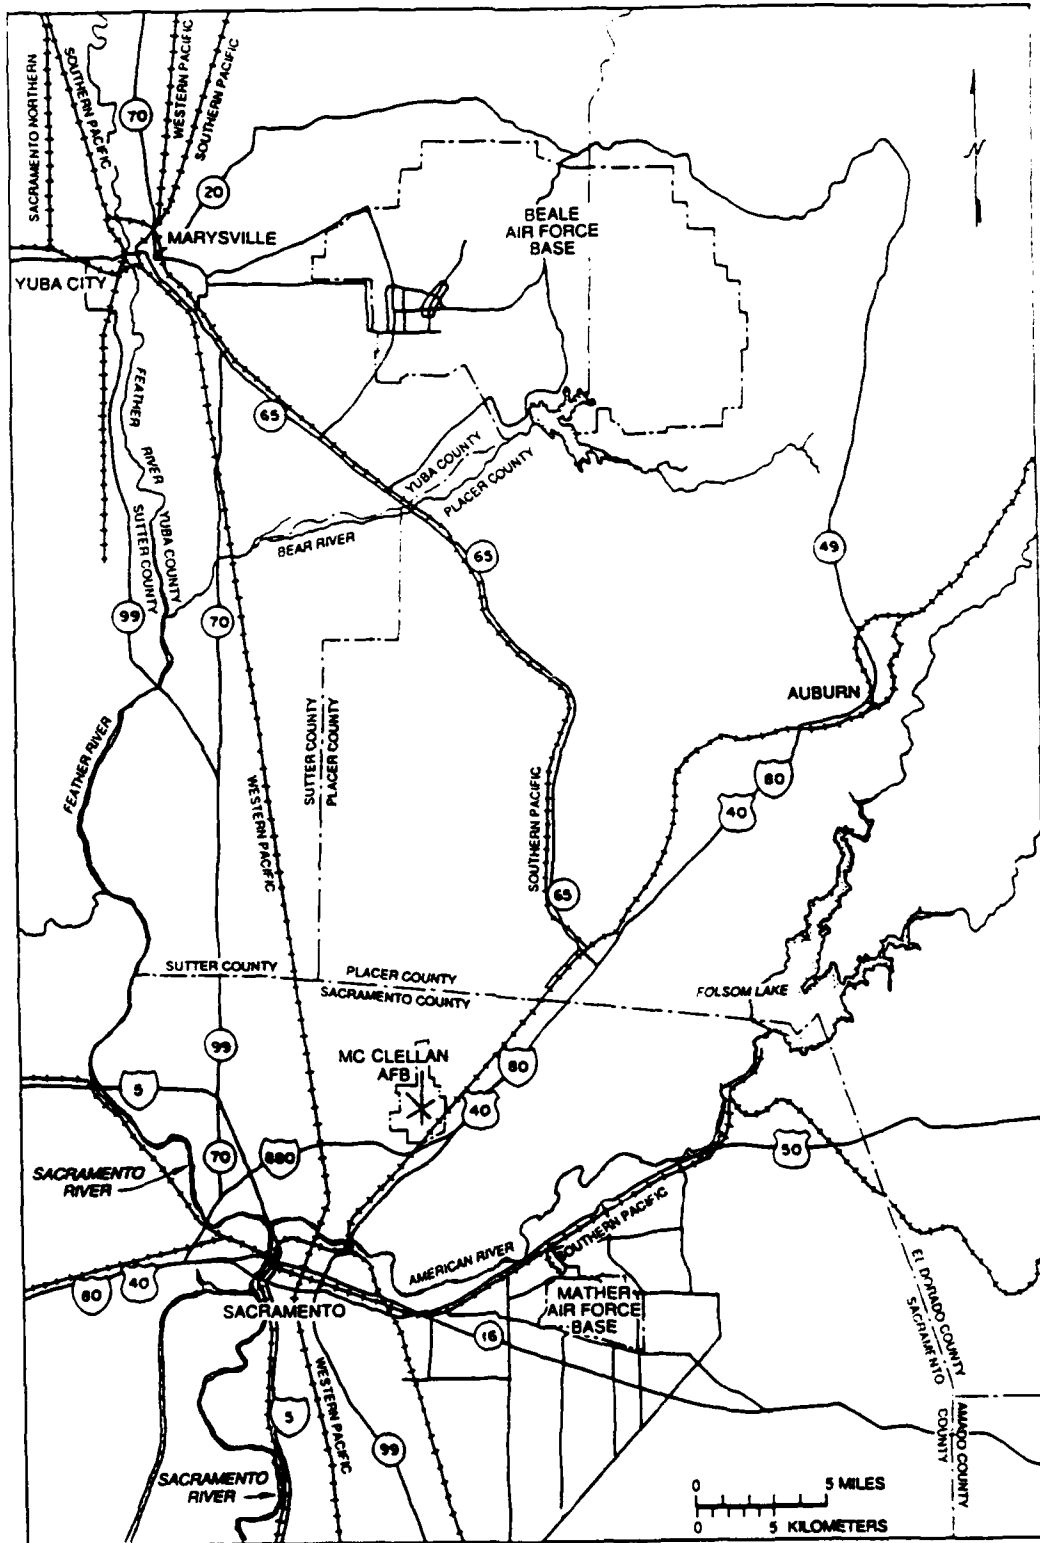 SACRAMENTO NORTHERN
SOUTHERN PACIFIC
70
WESTERN PACIFIC
SOUTHERN PACIFIC
N
20
MARYSVILLE
BEALE
AIR FORCE
BASE
YUBA CITY
FEATHER
RIVER
65
YUBA COUNTY
PLACER COUNTY
YUBA COUNTY
SUTTER COUNTY
BEAR RIVER
65
49
99
70
AUBURN
FEATHER RIVER
SUTTER COUNTY
PLACER COUNTY
WESTERN PACIFIC
SOUTHERN PACIFIC
80
40
65
SUTTER COUNTY
PLACER COUNTY
SACRAMENTO COUNTY
FOLSOM LAKE
99
MC CLELLAN
AFB
80
5
40
50
SACRAMENTO
RIVER
70
880
SOUTHERN PACIFIC
AMERICAN RIVER
80
40
SACRAMENTO
MATHER
AIR FORCE
BASE
EL DORADO COUNTY
SACRAMENTO
COUNTY
16
WESTERN PACIFIC
5
99
AMADO COUNTY
SACRAMENTO
RIVER
0 5 MILES
0 5 KILOMETERS